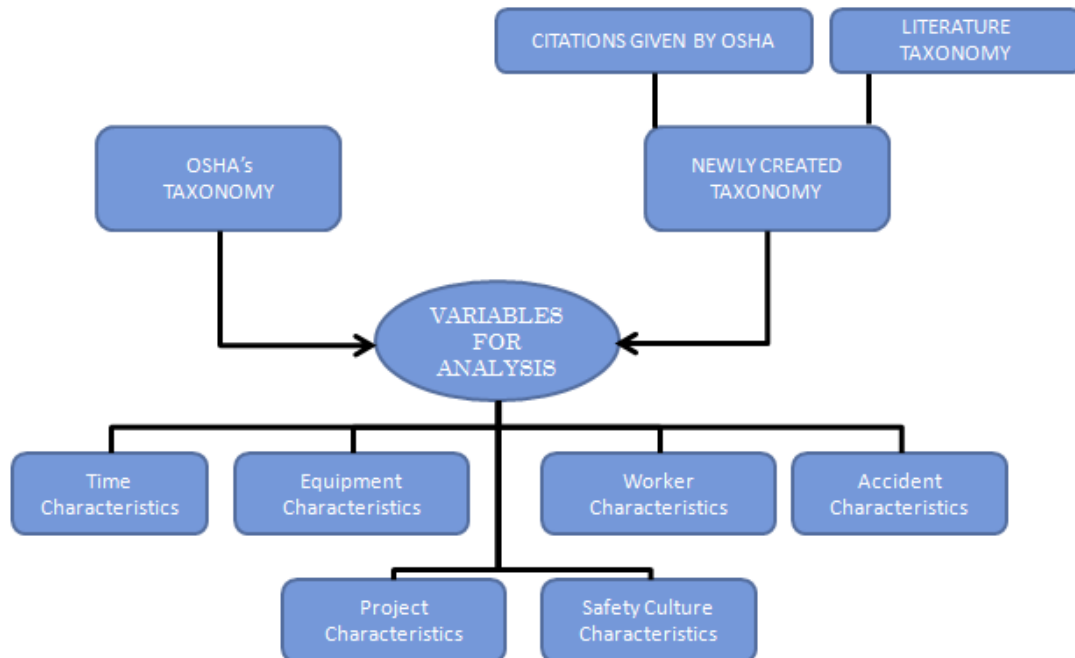 CITATIONS GIVEN BY OSHA
LITERATURE
TAXONOMY
OSHA's
TAXONOMY
NEWLY CREATED
TAXONOMY
VARIABLES
FOR
ANALYSIS
Time
Characteristics
Equipment
Characteristics
Worker
Characteristics
Accident
Characteristics
Project
Characteristics
Safety Culture
Characteristics